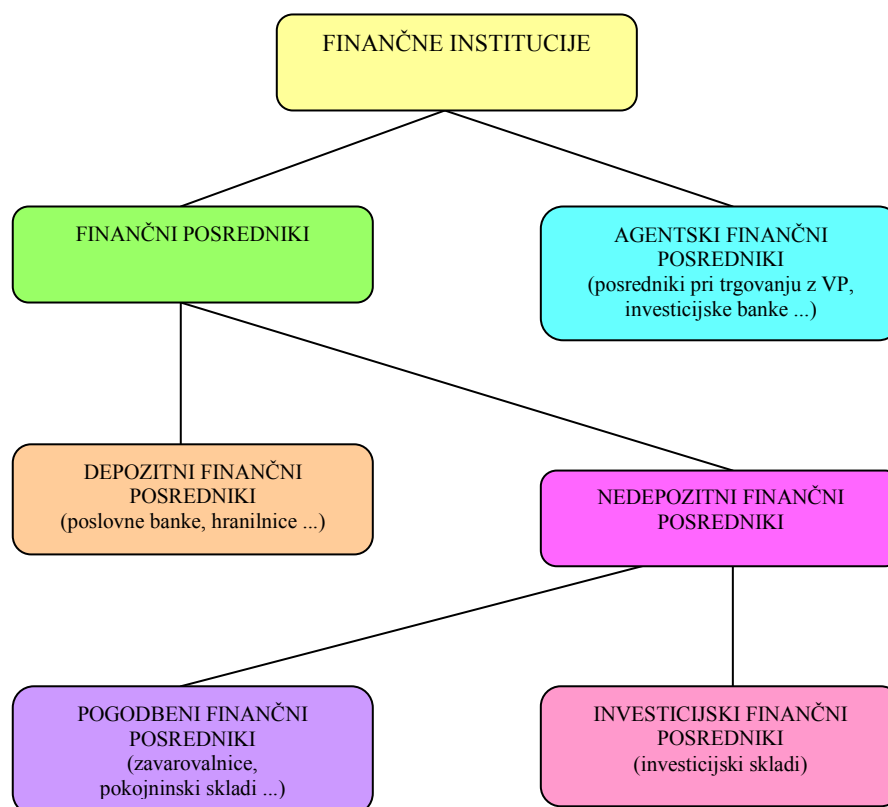 FINANČNE INSTITUCIJE
FINANČNI POSREDNIKI
AGENTSKI FINANČNI
POSREDNIKI
(posredniki pri trgovanju z VP,
investicijske banke ...)
DEPOZITNI FINANČNI
POSREDNIKI
(poslovne banke, hranilnice ...)
NEDEPOZITNI FINANČNI
POSREDNIKI
POGODBENI FINANČNI
POSREDNIKI
(zavarovalnice,
pokojninski skladi ...)
INVESTICIJSKI FINANČNI
POSREDNIKI
(investicijski skladi)